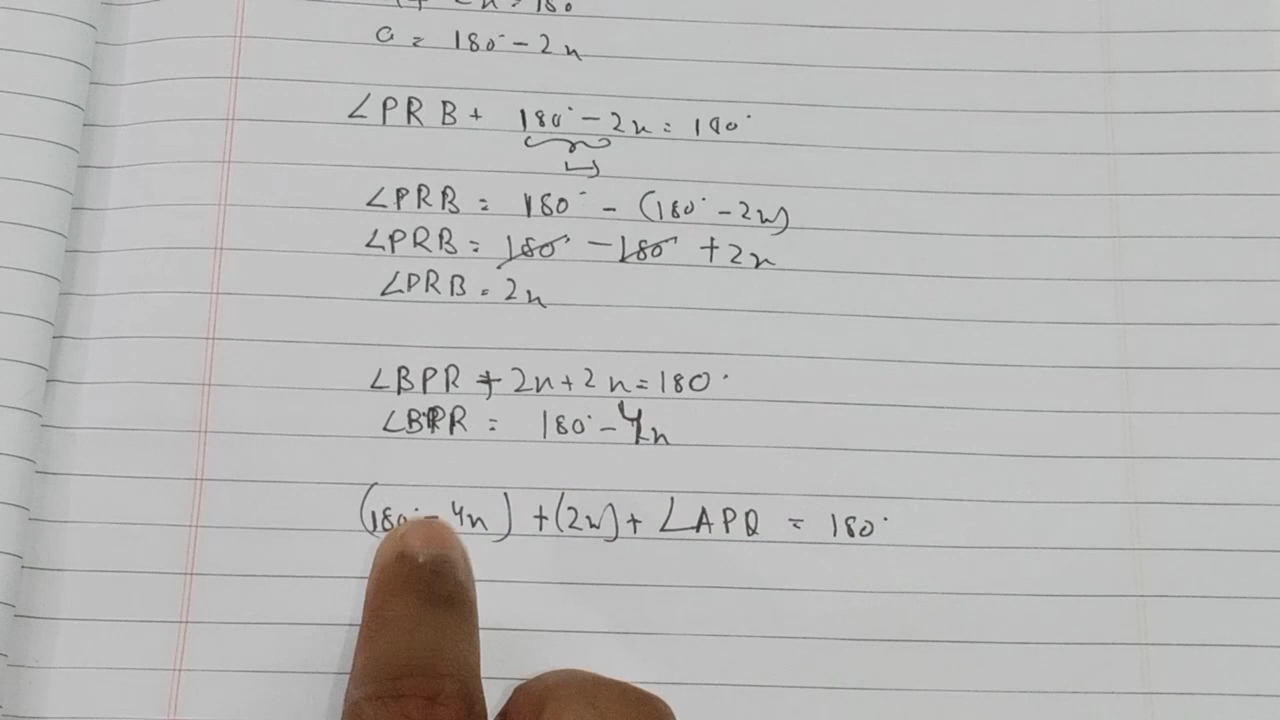 a = 180° - 2x
∠PRB + 180° - 2x = 180°
∠PRB = 180° - (180° - 2x)
∠PRB = 180° - 180° + 2x
∠PRB = 2x
∠BPR + 2x + 2x = 180°
∠BPR = 180° - 4x
(180° - 4x) + (2x) + ∠APQ = 180°